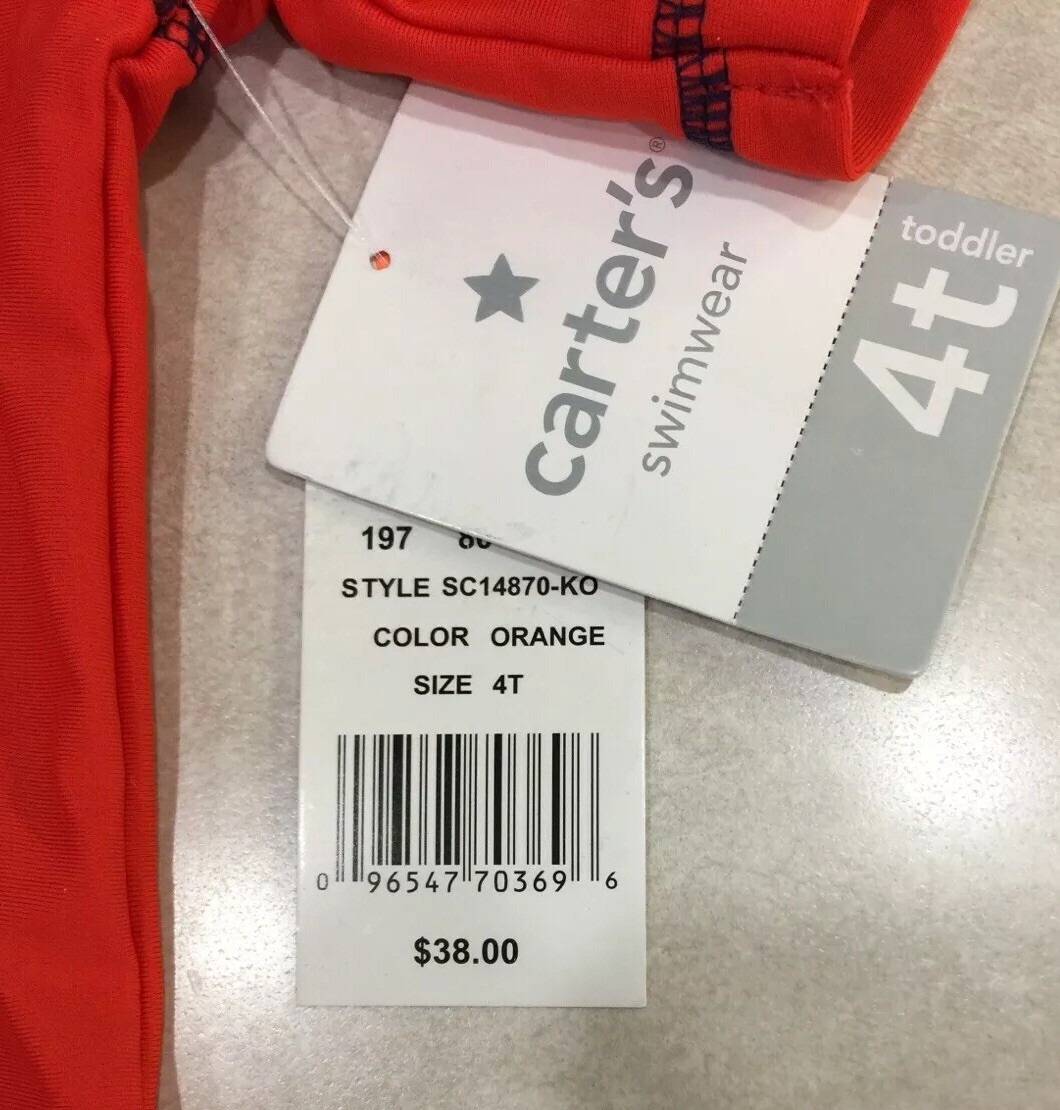 carter's®
swimwear
toddler
4t
197
STYLE SC14870-KO
COLOR ORANGE
SIZE 4T
0 96547 70369 6
$38.00